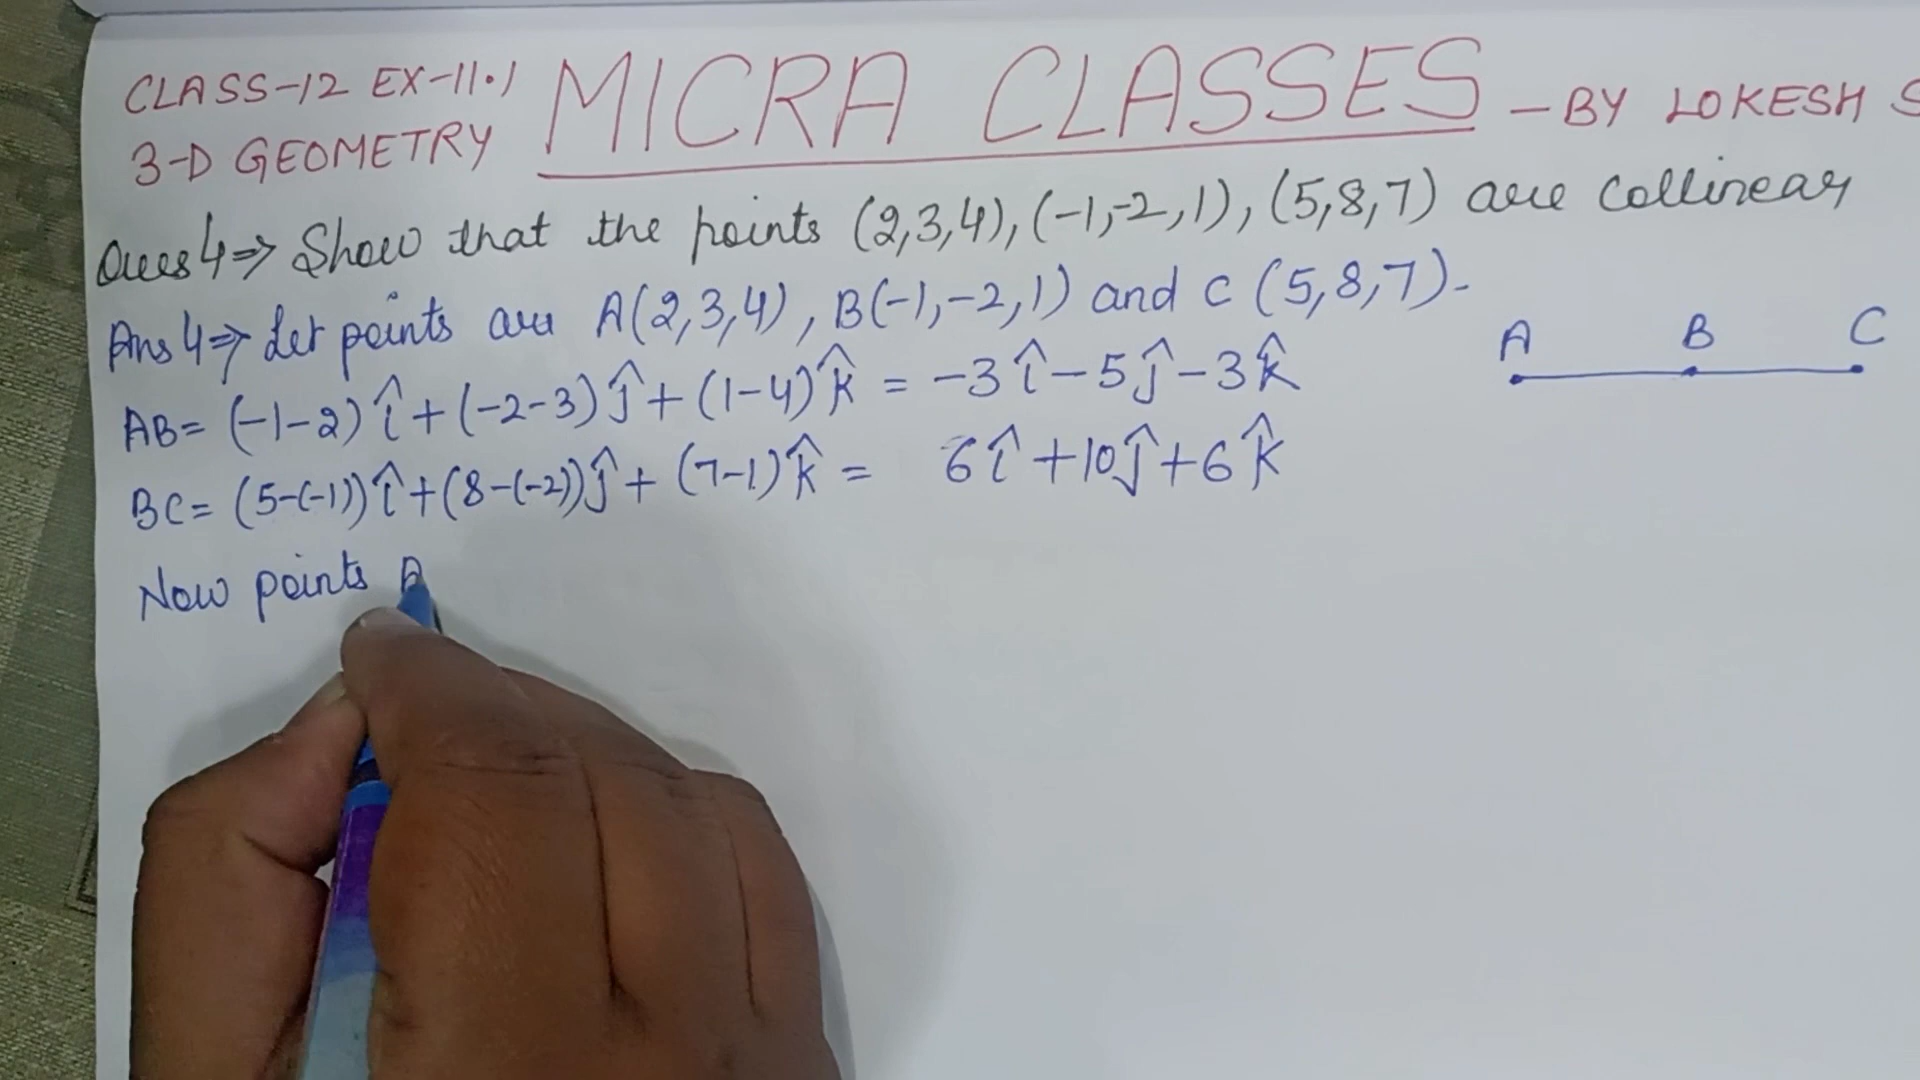 CLASS-12 EX-11.1
3-D GEOMETRY
MICRA CLASSES
-BY LOKESH S
Ques 4⇒ Show that the points (2,3,4), (-1,-2,1), (5,8,7) are collinear
Ans 4⇒ Let points are A(2,3,4), B(-1,-2,1) and C (5,8,7).
A B C
AB= (-1-2)î+(-2-3)ĵ+(1-4)k̂ = -3î-5ĵ-3k̂
BC= (5-(-1))î+(8-(-2))ĵ+(7-1)k̂ = 6î+10ĵ+6k̂
Now points A